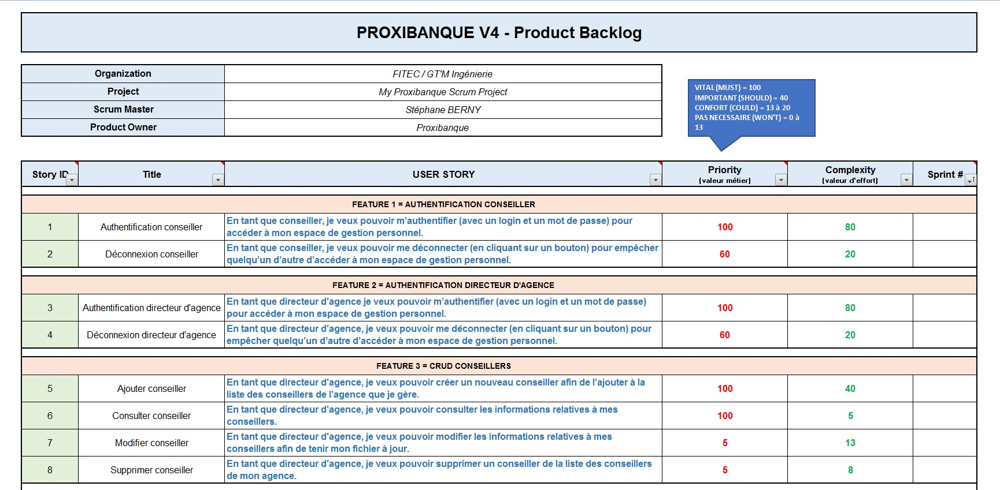 PROXIBANQUE V4 - Product Backlog
Organization
FITEC / GT'M Ingénierie
Project
My Proxibanque Scrum Project
Scrum Master
Stéphane BERNY
Product Owner
Proxibanque
VITAL (MUST) = 100
IMPORTANT (SHOULD) = 40
CONFORT (COULD) = 13 à 20
PAS NECESSAIRE (WON'T) = 0 à
13
Story ID
Title
USER STORY
Priority
(valeur métier)
Complexity
(valeur d'effort)
Sprint #
FEATURE 1 = AUTHENTIFICATION CONSEILLER
1
Authentification conseiller
En tant que conseiller, je veux pouvoir m’authentifier (avec un login et un mot de passe) pour
accéder à mon espace de gestion personnel.
100
80
2
Déconnexion conseiller
En tant que conseiller, je veux pouvoir me déconnecter (en cliquant sur un bouton) pour empêcher
quelqu’un d’autre d’accéder à mon espace de gestion personnel.
60
20
FEATURE 2 = AUTHENTIFICATION DIRECTEUR D'AGENCE
3
Authentification directeur d'agence
En tant que directeur d'agence je veux pouvoir m’authentifier (avec un login et un mot de passe)
pour accéder à mon espace de gestion personnel.
100
80
4
Déconnexion directeur d'agence
En tant que directeur d'agence, je veux pouvoir me déconnecter (en cliquant sur un bouton) pour
empêcher quelqu’un d’autre d’accéder à mon espace de gestion personnel.
60
20
FEATURE 3 = CRUD CONSEILLERS
5
Ajouter conseiller
En tant que directeur d'agence, je veux pouvoir créer un nouveau conseiller afin de l’ajouter à la
liste des conseillers de l'agence que je gère.
100
40
6
Consulter conseiller
En tant que directeur d'agence, je veux pouvoir consulter les informations relatives à mes
conseillers.
100
5
7
Modifier conseiller
En tant que directeur d'agence, je veux pouvoir modifier les informations relatives à mes
conseillers afin de tenir mon fichier à jour.
5
13
8
Supprimer conseiller
En tant que directeur d'agence, je veux pouvoir supprimer un conseiller de la liste des conseillers
de mon agence.
5
8